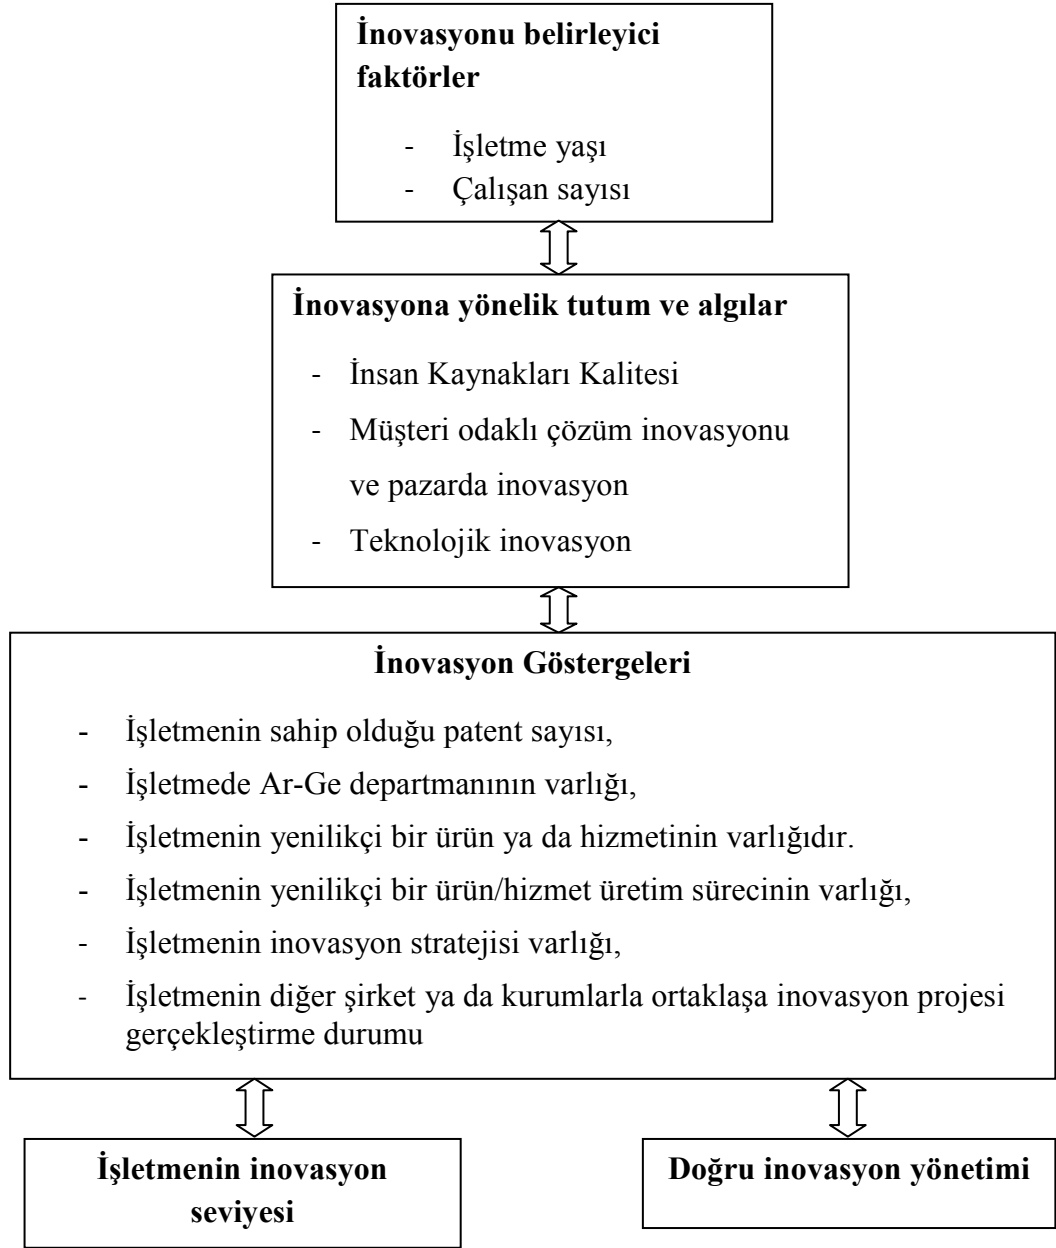 İnovasyonu belirleyici
faktörler
- İşletme yaşı
- Çalışan sayısı
İnovasyona yönelik tutum ve algılar
- İnsan Kaynakları Kalitesi
- Müşteri odaklı çözüm inovasyonu
ve pazarda inovasyon
- Teknolojik inovasyon
İnovasyon Göstergeleri
- İşletmenin sahip olduğu patent sayısı,
- İşletmede Ar-Ge departmanının varlığı,
- İşletmenin yenilikçi bir ürün ya da hizmetinin varlığıdır.
- İşletmenin yenilikçi bir ürün/hizmet üretim sürecinin varlığı,
- İşletmenin inovasyon stratejisi varlığı,
- İşletmenin diğer şirket ya da kurumlarla ortaklaşa inovasyon projesi
gerçekleştirme durumu
İşletmenin inovasyon
seviyesi
Doğru inovasyon yönetimi